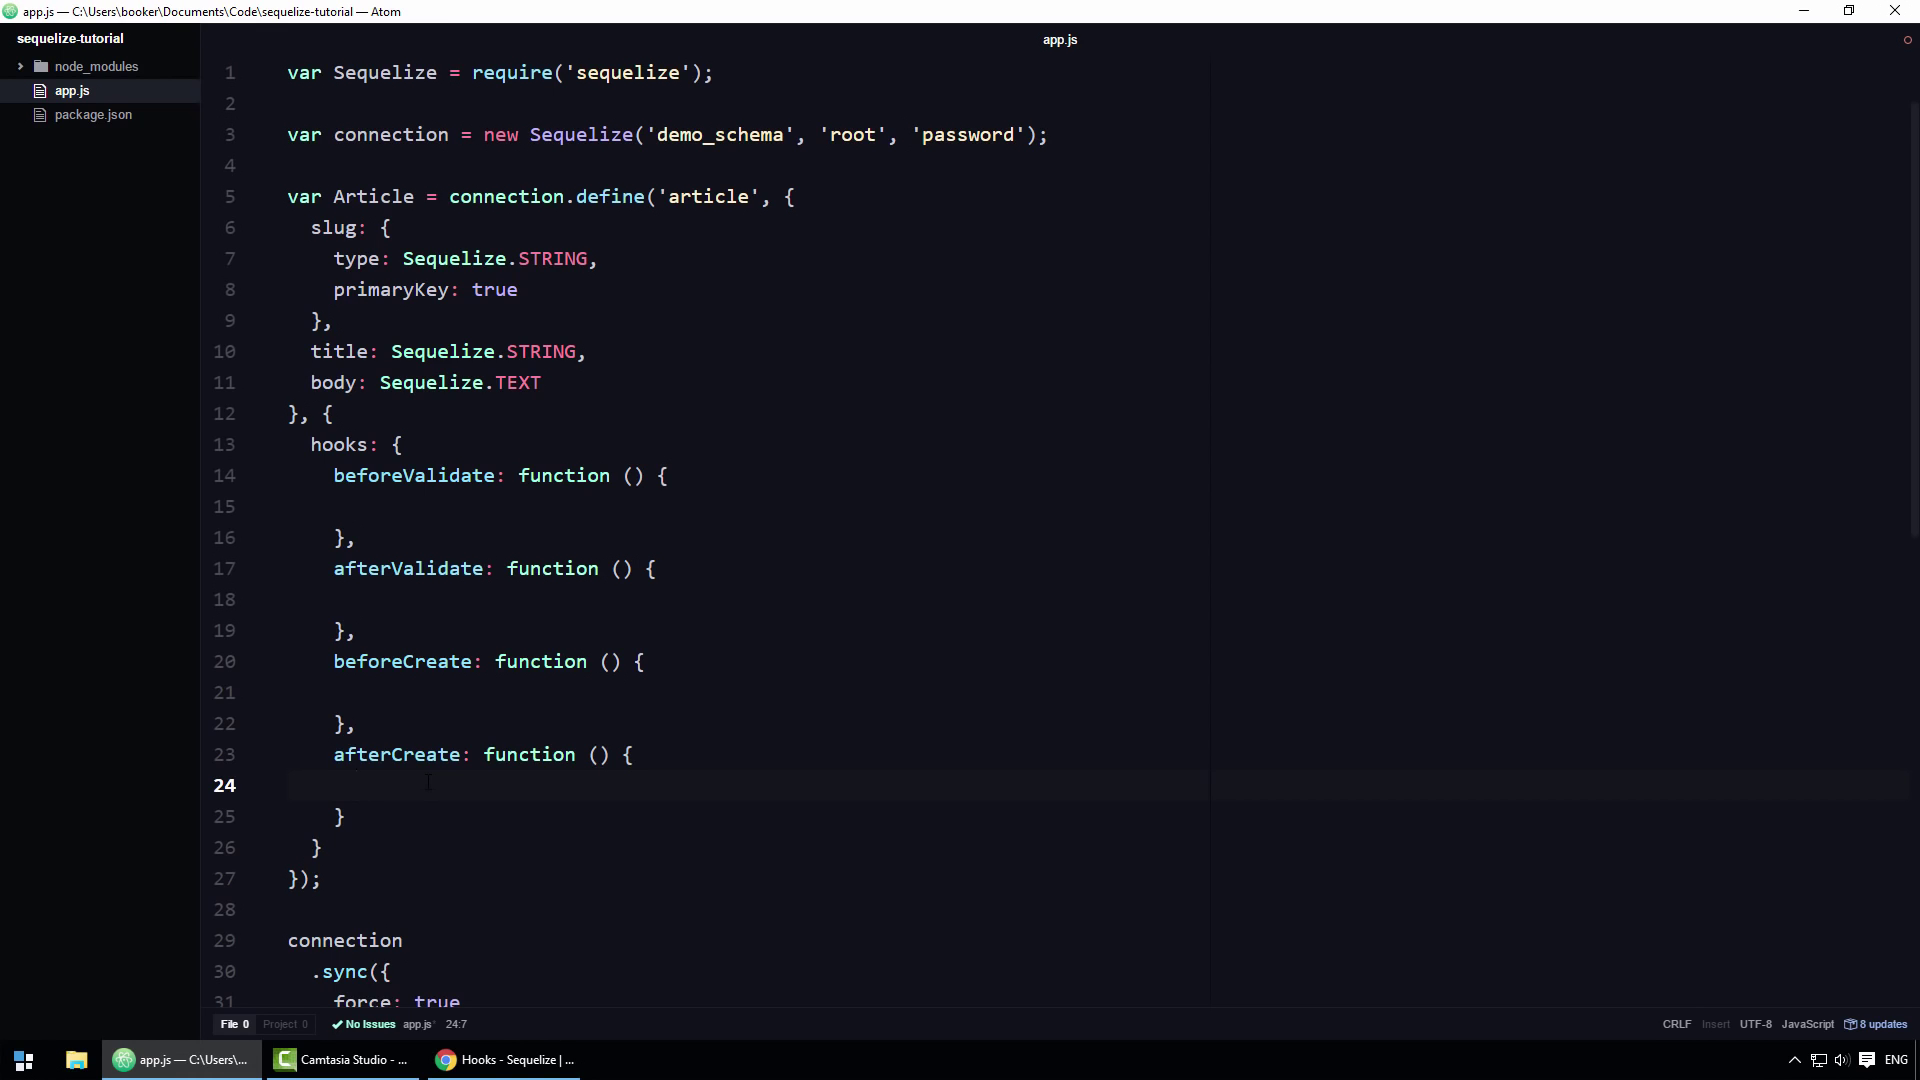 app.js — C:\Users\booker\Documents\Code\sequelize-tutorial — Atom
sequelize-tutorial
node_modules
app.js
package.json
app.js
1 var Sequelize = require('sequelize');
2
3 var connection = new Sequelize('demo_schema', 'root', 'password');
4
5 var Article = connection.define('article', {
6   slug: {
7     type: Sequelize.STRING,
8     primaryKey: true
9   },
10   title: Sequelize.STRING,
11   body: Sequelize.TEXT
12 }, {
13   hooks: {
14     beforeValidate: function () {
15
16     },
17     afterValidate: function () {
18
19     },
20     beforeCreate: function () {
21
22     },
23     afterCreate: function () {
24
25     }
26   }
27 });
28
29 connection
30   .sync({
31     force: true
File 0 Project 0 No Issues app.js* 24:7 CRLF Insert UTF-8 JavaScript 8 updates
app.js — C:\Users\... Camtasia Studio - ... Hooks - Sequelize | ... ENG